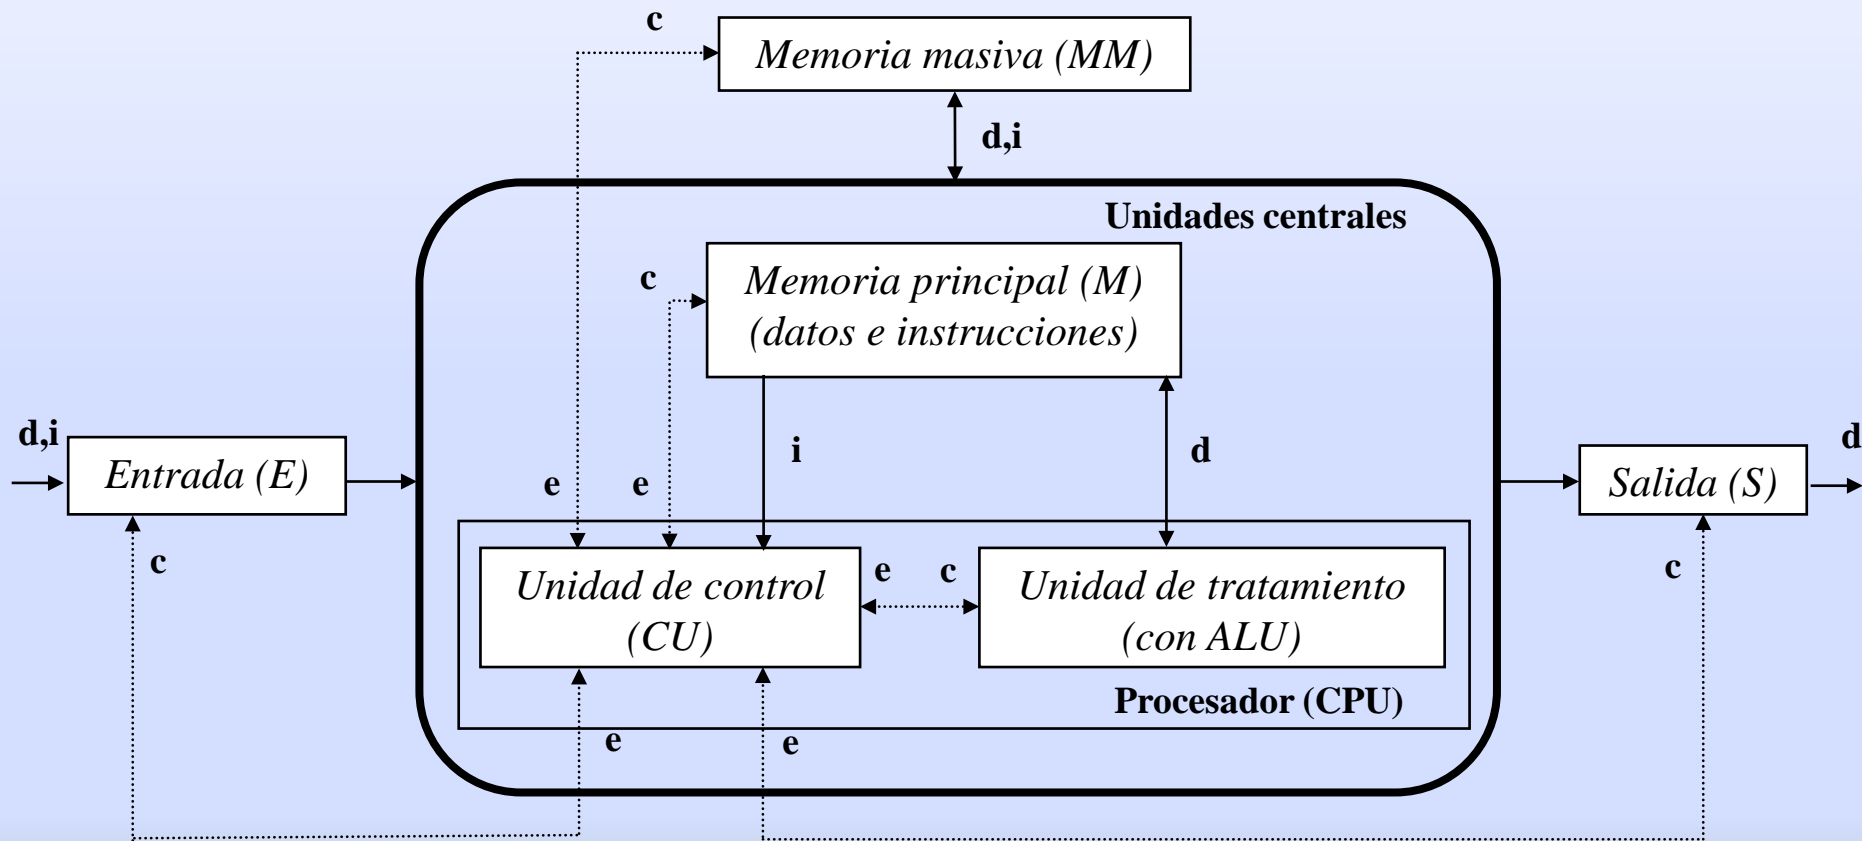 c
Memoria masiva (MM)
d,i
Unidades centrales
c
Memoria principal (M)
(datos e instrucciones)
d,i
Entrada (E)
e
e
i
d
Salida (S)
d
c
Unidad de control
(CU)
e
c
Unidad de tratamiento
(con ALU)
c
Procesador (CPU)
e
e